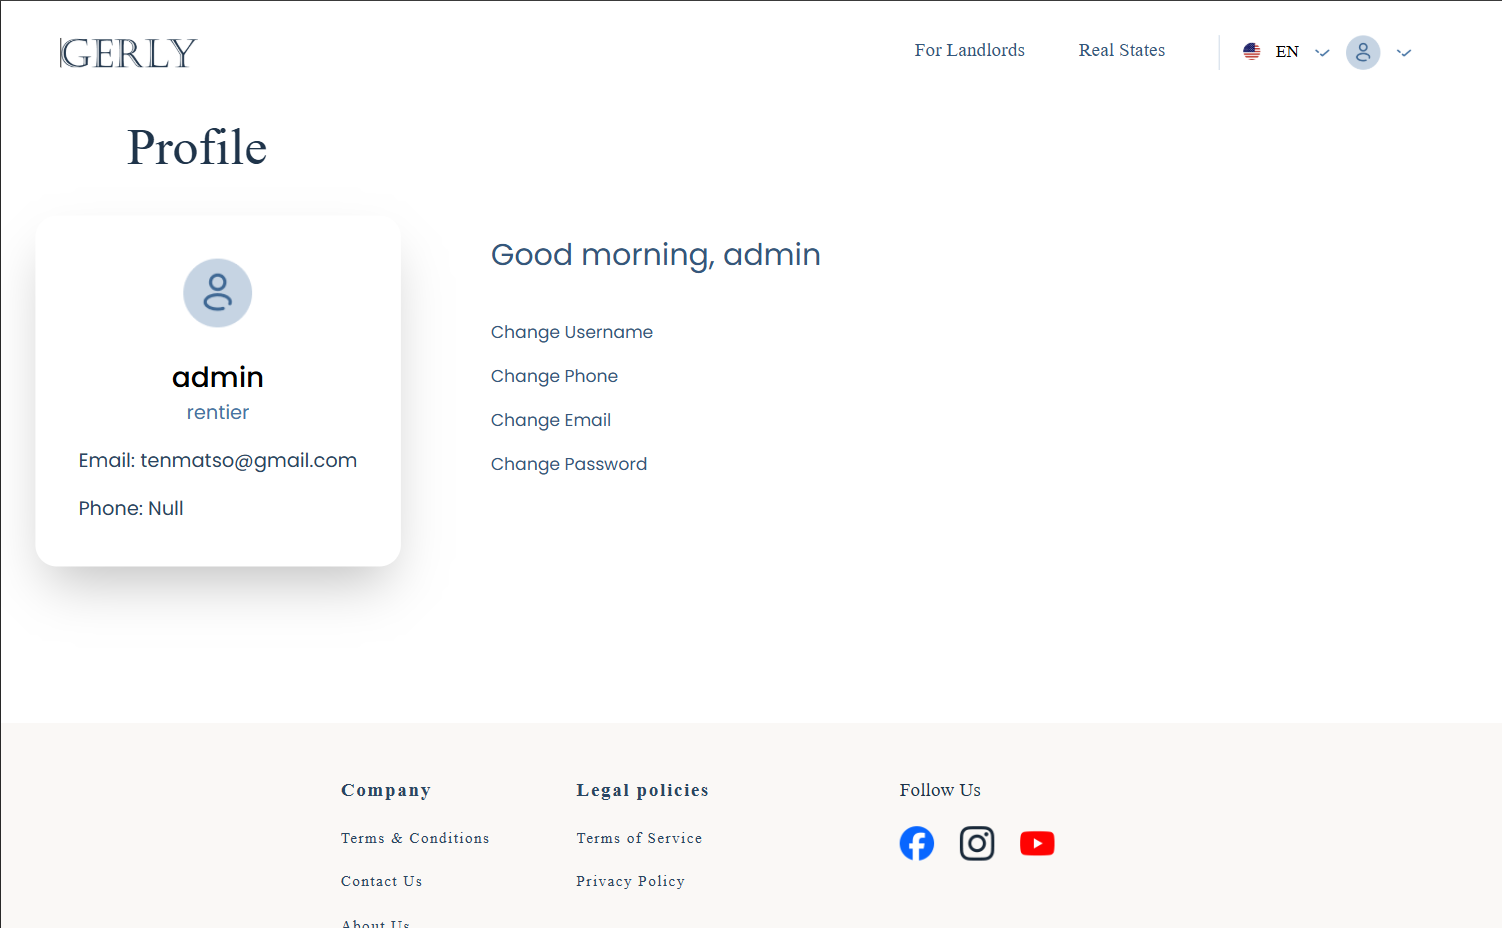 GERLY
For Landlords
Real States
EN
Profile
admin
rentier
Email: tenmatso@gmail.com
Phone: Null
Good morning, admin
Change Username
Change Phone
Change Email
Change Password
Company
Terms & Conditions
Contact Us
About Us
Legal policies
Terms of Service
Privacy Policy
Follow Us